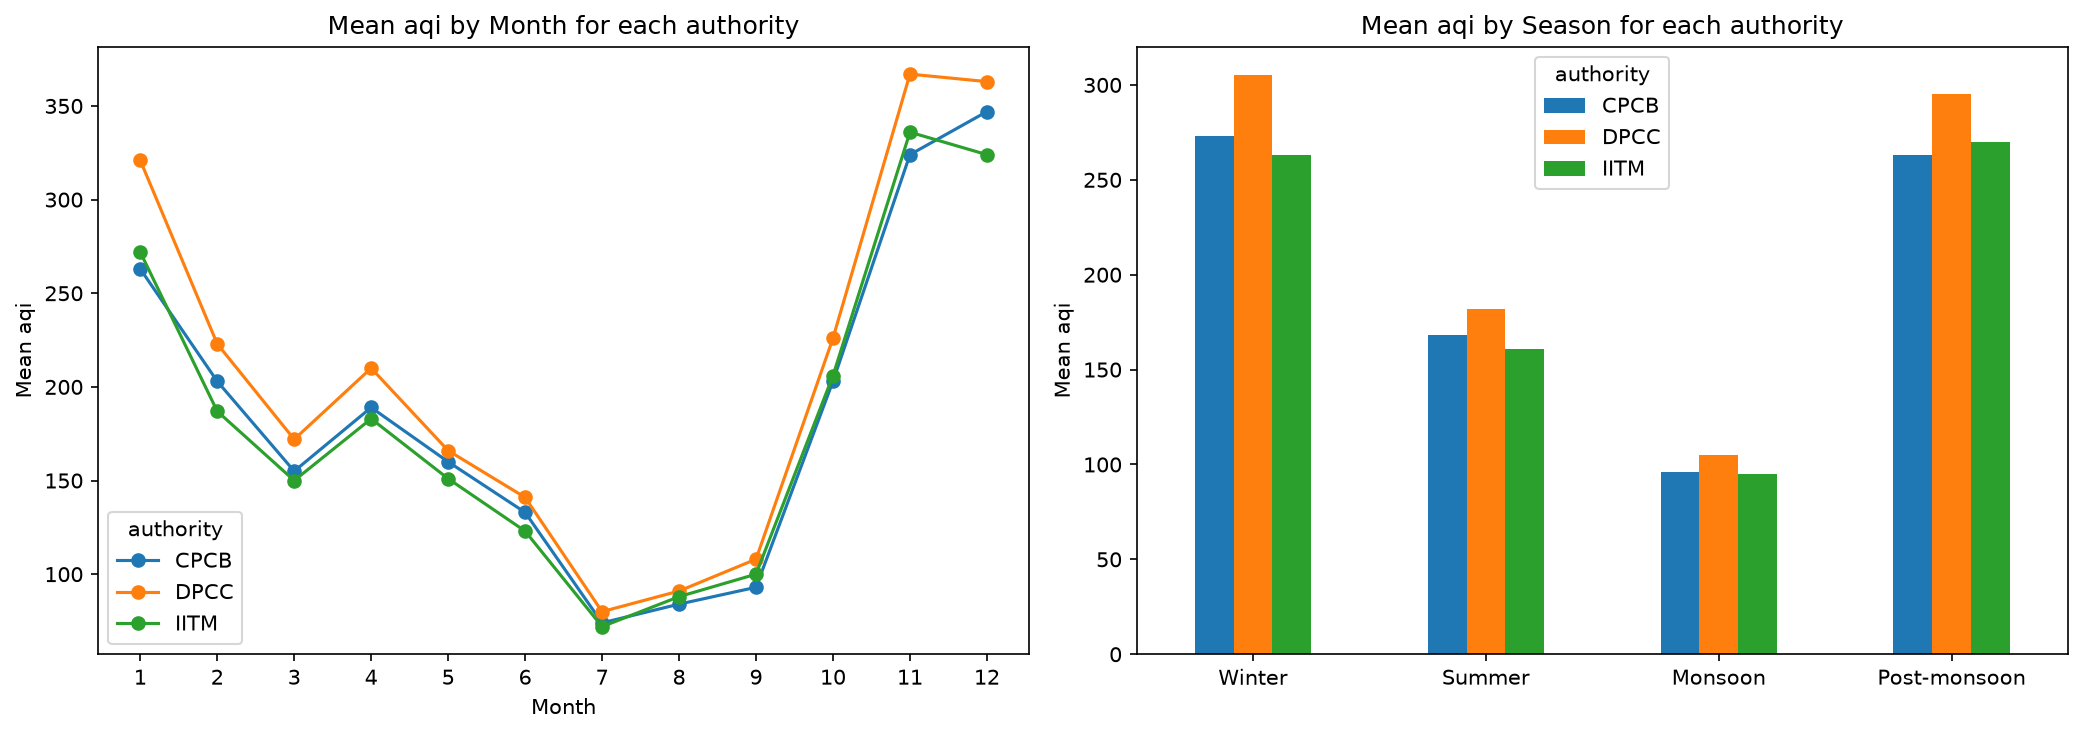 Mean aqi by Month for each authority
Mean aqi
350
300
250
200
150
100
authority
CPCB
DPCC
IITM
1 2 3 4 5 6 7 8 9 10 11 12
Month
Mean aqi by Season for each authority
Mean aqi
300
250
200
150
100
50
0
authority
CPCB
DPCC
IITM
Winter Summer Monsoon Post-monsoon